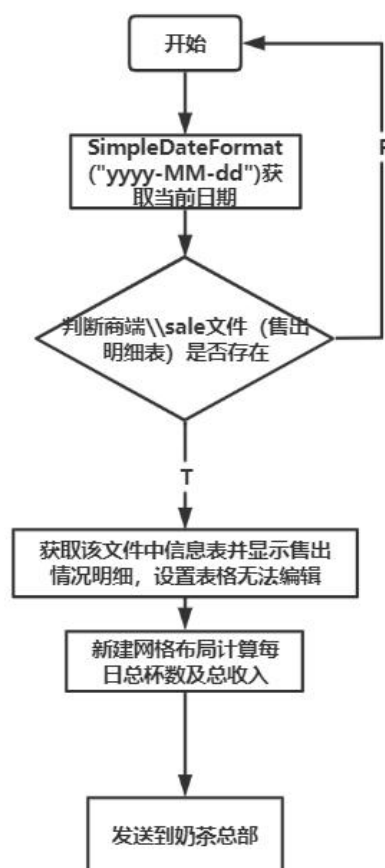 开始
SimpleDateFormat
("yyyy-MM-dd")获
取当前日期
判断商端\\sale文件（售出
明细表）是否存在
T
获取该文件中信息表并显示售出
情况明细，设置表格无法编辑
新建网格布局计算每
日总杯数及总收入
发送到奶茶总部